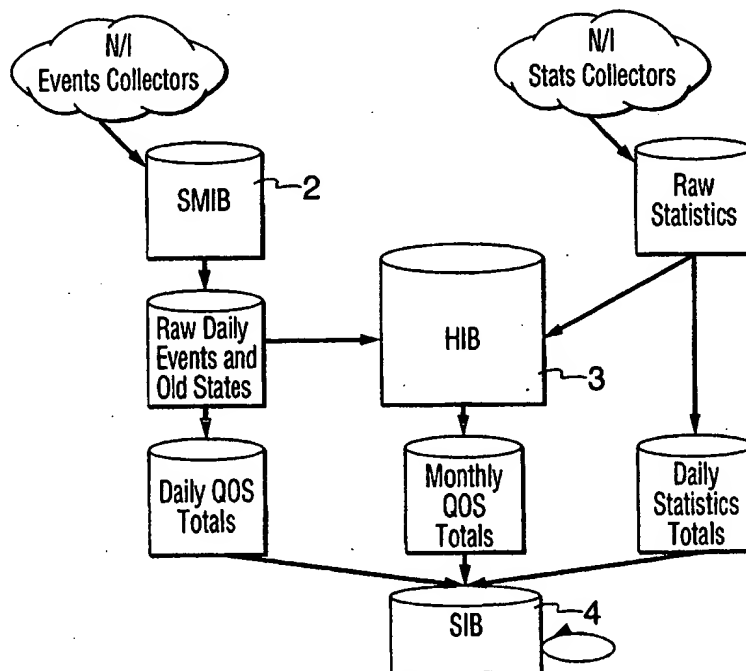 N/I
Events Collectors
N/I
Stats Collectors
SMIB
2
Raw
Statistics
Raw Daily
Events and
Old States
HIB
3
Daily QOS
Totals
Monthly
QOS
Totals
Daily
Statistics
Totals
SIB
4